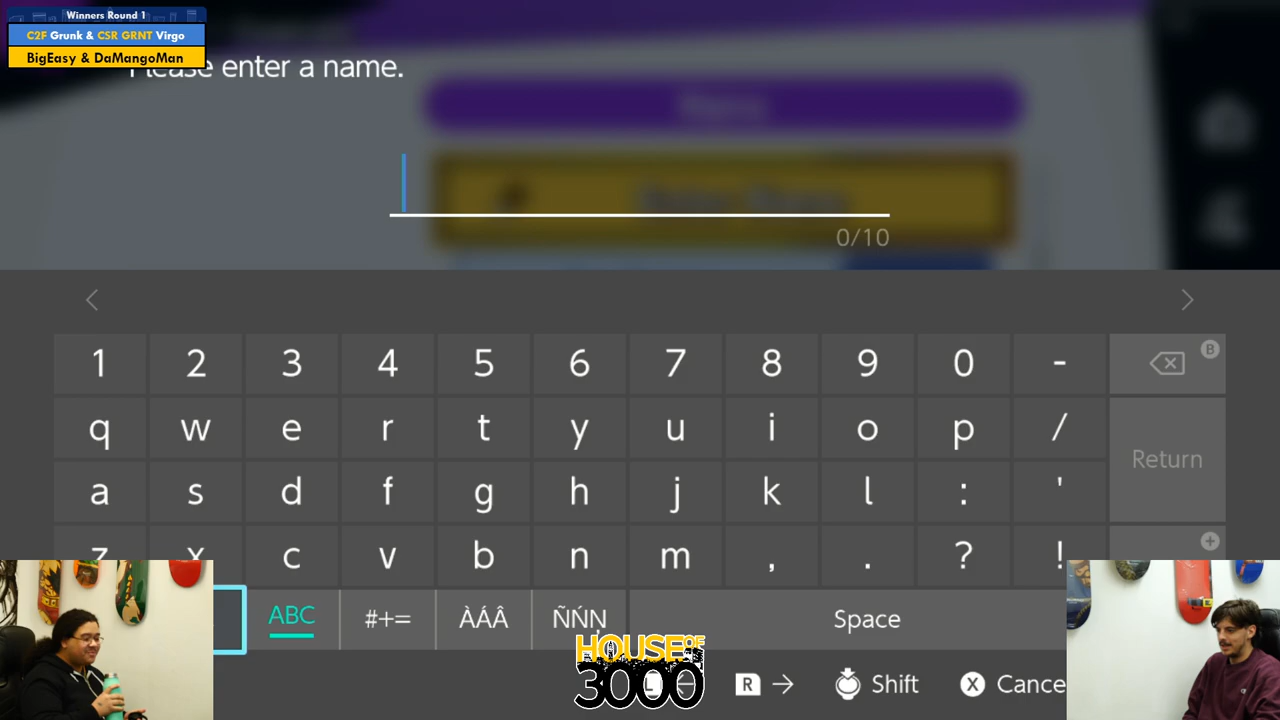 Winners Round 1
C2F Grunk & CSR GRNT Virgo
BigEasy & DaMangoMan
Please enter a name.
0/10
1 2 3 4 5 6 7 8 9 0 -
B
q w e r t y u i o p /
Return
a s d f g h j k l : '
z x c v b n m , . ? !
+
ABC #+= ÀÁÂ ÑŃṆ Space
HOUSE OF
3000
L R Shift X Cance